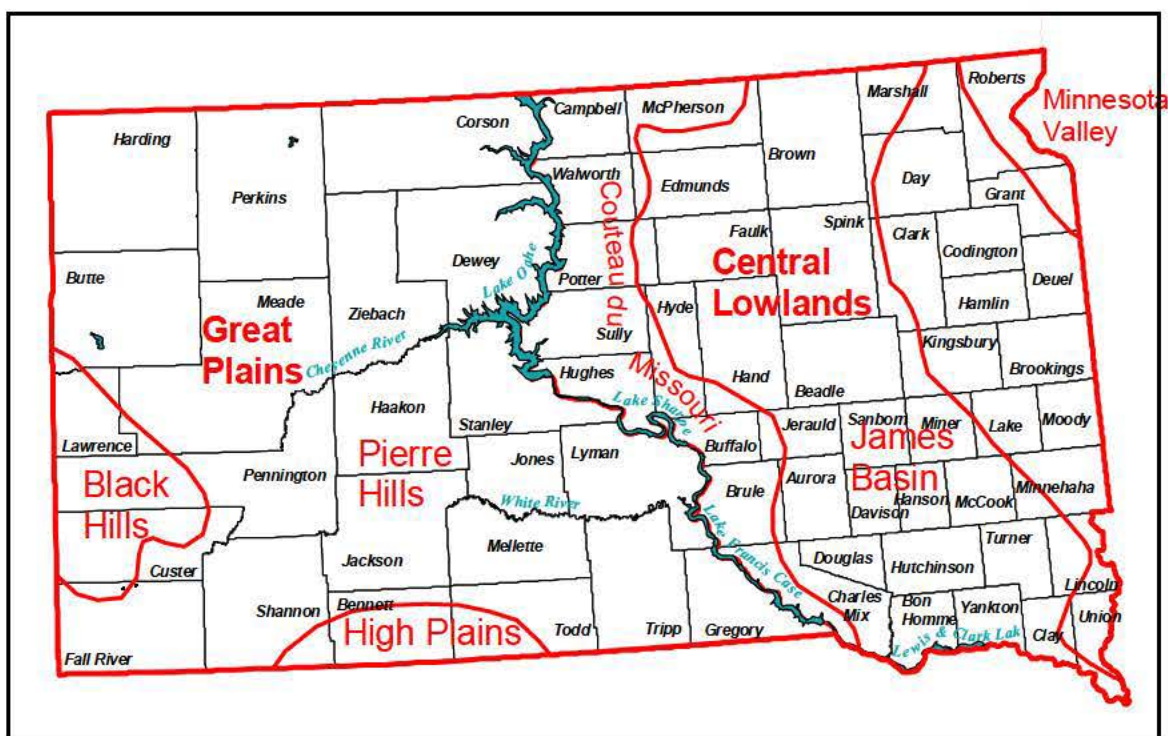 Roberts
Marshall
Minnesota
Valley
Campbell
McPherson
Corson
Harding
Brown
Walworth
Edmunds
Day
Perkins
Grant
Couteau du
Missouri
Faulk
Spink
Clark
Codington
Dewey
Lake Oahe
Potter
Central
Lowlands
Butte
Meade
Ziebach
Hyde
Deuel
Hamlin
Great
Plains
Cheyenne River
Sully
Kingsbury
Brookings
Hughes
Hand
Beadle
Haakon
Stanley
Lake Sharpe
Lawrence
Buffalo
Jerauld
Sanborn
Miner
Lake
Moody
James
Basin
Pierre
Hills
Jones
Lyman
Pennington
Black
Hills
Brule
Aurora
Davison
Hanson
McCook
Minnehaha
White River
Lake Francis Case
Mellette
Jackson
Custer
Douglas
Hutchinson
Turner
Lincoln
Shannon
Bennett
High Plains
Todd
Tripp
Gregory
Charles
Mix
Bon
Homme
Yankton
Clay
Union
Lewis & Clark Lak
Fall River